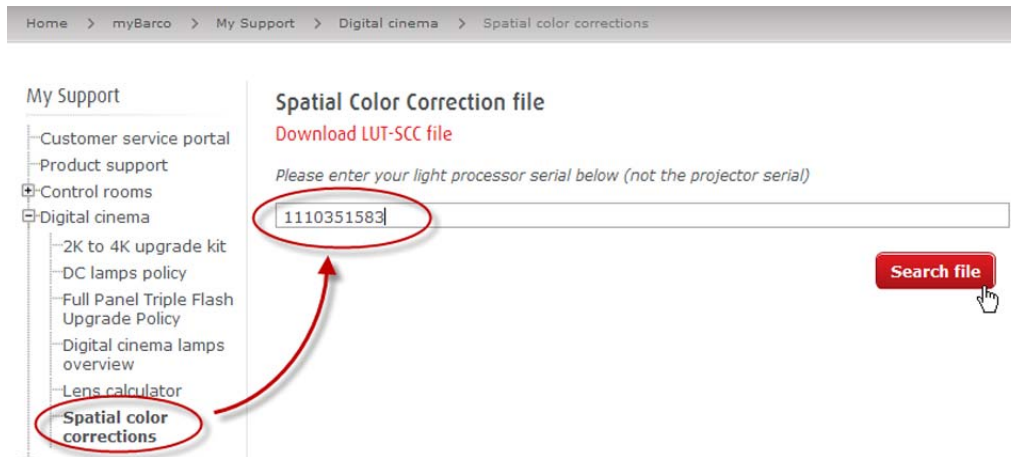 Home > myBarco > My Support > Digital cinema > Spatial color corrections
My Support
Customer service portal
Product support
Control rooms
Digital cinema
2K to 4K upgrade kit
DC lamps policy
Full Panel Triple Flash
Upgrade Policy
Digital cinema lamps
overview
Lens calculator
Spatial color
corrections
Spatial Color Correction file
Download LUT-SCC file
Please enter your light processor serial below (not the projector serial)
1110351583
Search file